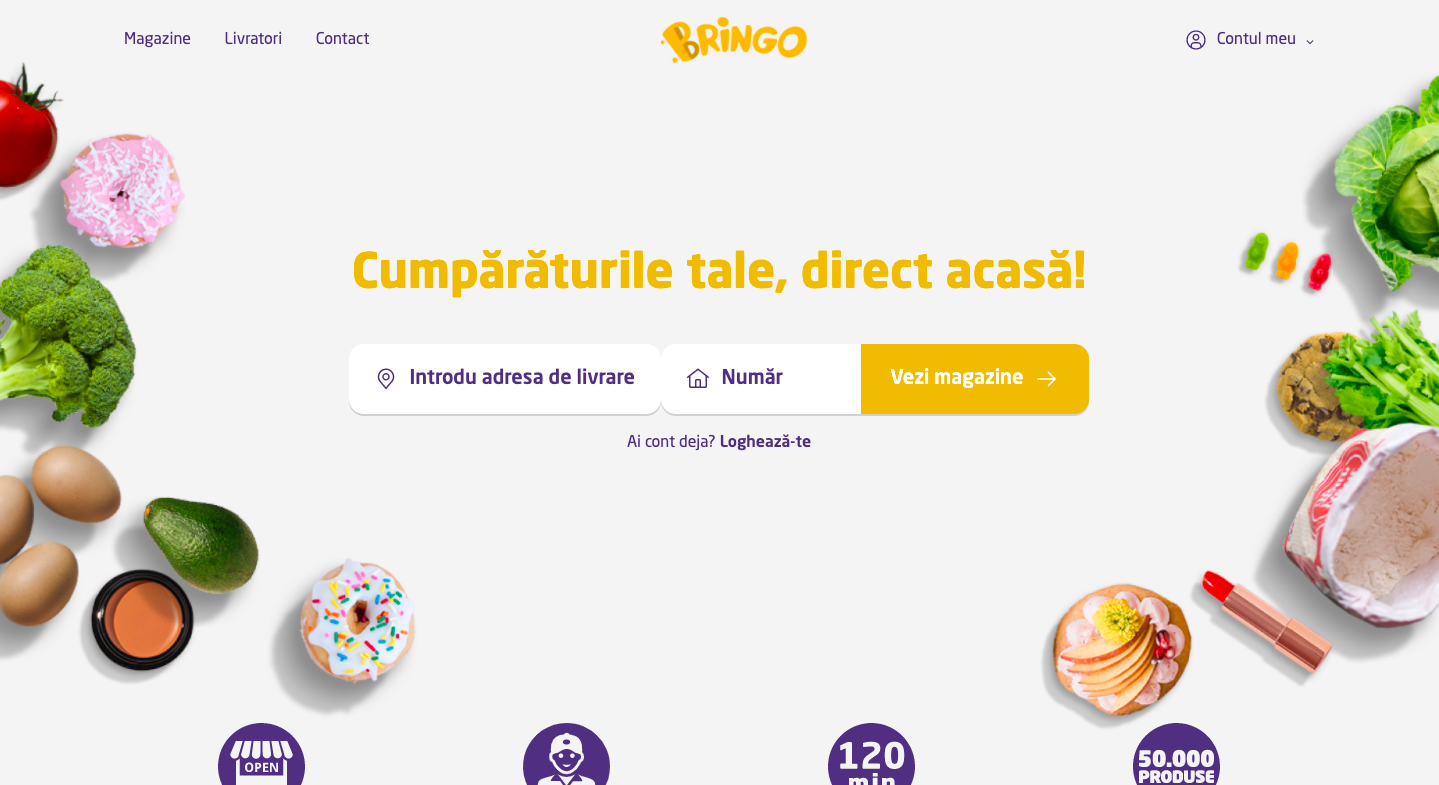 Magazine Livratori Contact BRINGO Contul meu
Cumpărăturile tale, direct acasă!
Introdu adresa de livrare Număr Vezi magazine
Ai cont deja? Loghează-te
OPEN 120 min 50.000 PRODUSE